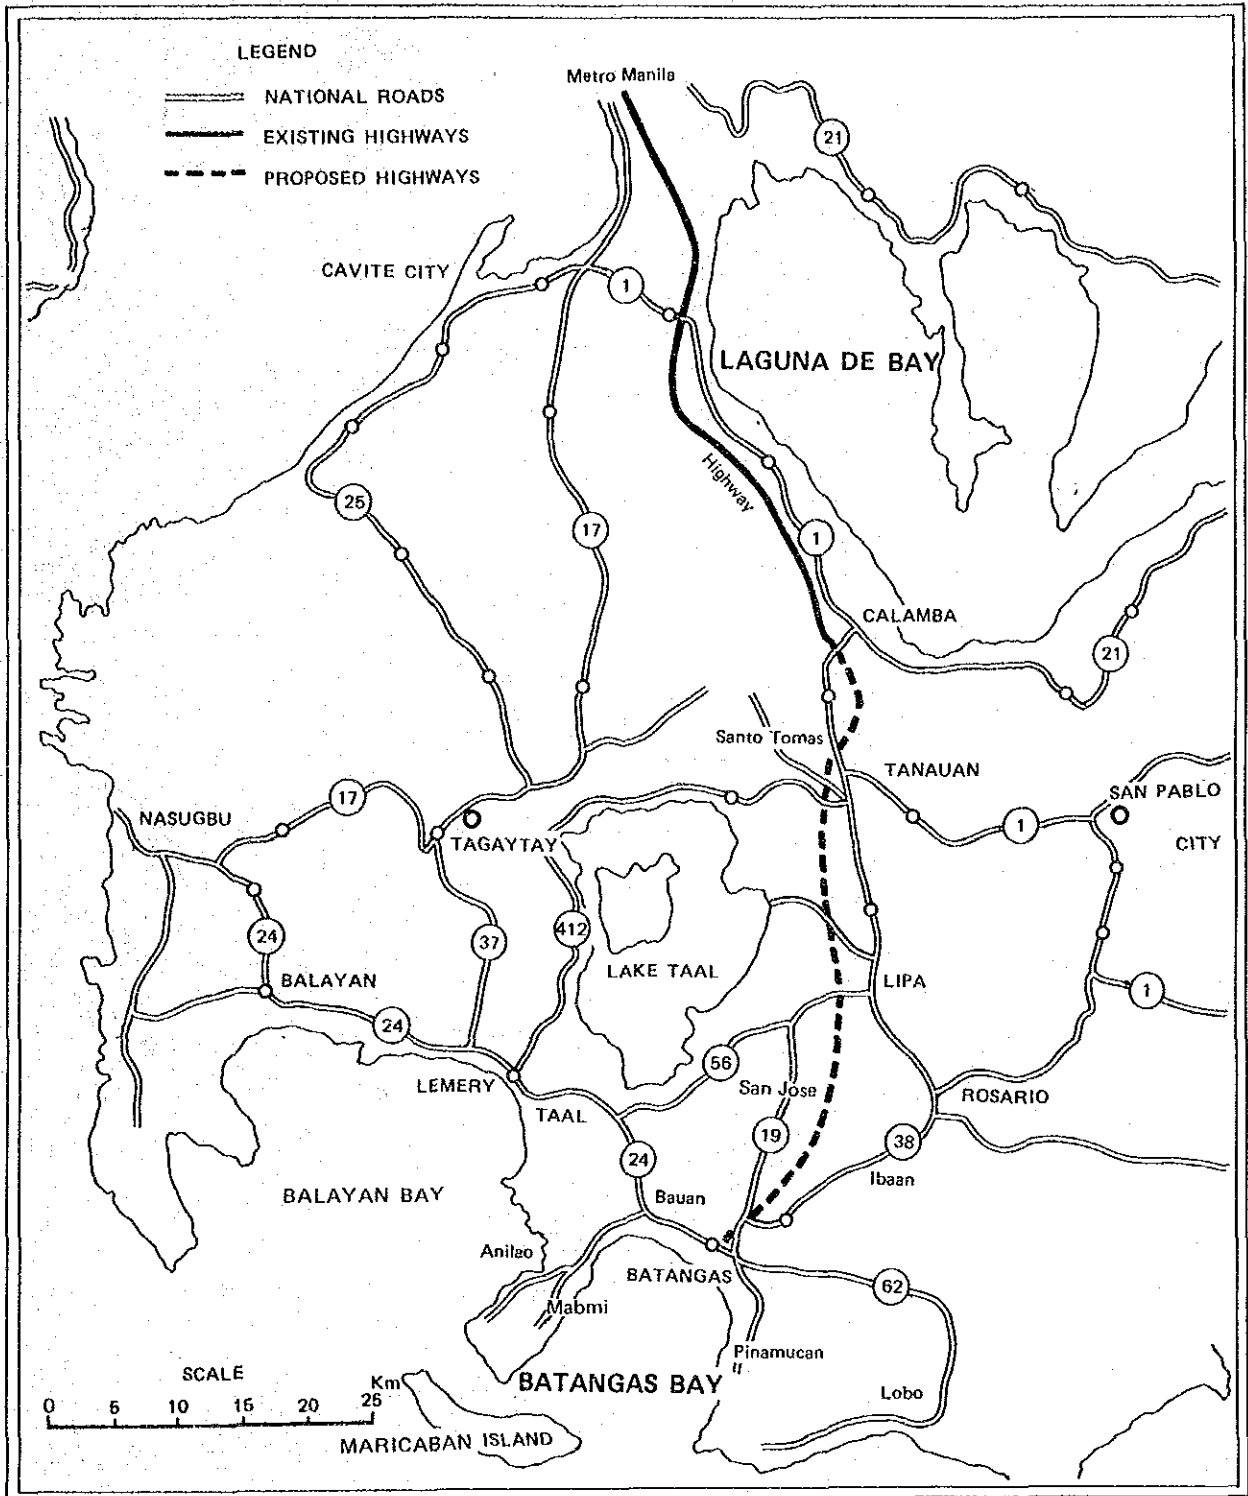 LEGEND
NATIONAL ROADS
EXISTING HIGHWAYS
PROPOSED HIGHWAYS
Metro Manila
21
CAVITE CITY
1
LAGUNA DE BAY
Highway
25
17
1
CALAMBA
21
Santo Tomas
TANAUAN
SAN PABLO
CITY
NASUGBU
17
TAGAYTAY
1
24
37
412
LAKE TAAL
BALAYAN
LIPA
1
24
LEMERY
56
San Jose
ROSARIO
TAAL
19
38
24
Ibaan
BALAYAN BAY
Bauan
Anilao
BATANGAS
62
Mabmi
Pinamucan
SCALE
Km
0 5 10 15 20 25
BATANGAS BAY
Lobo
MARICABAN ISLAND